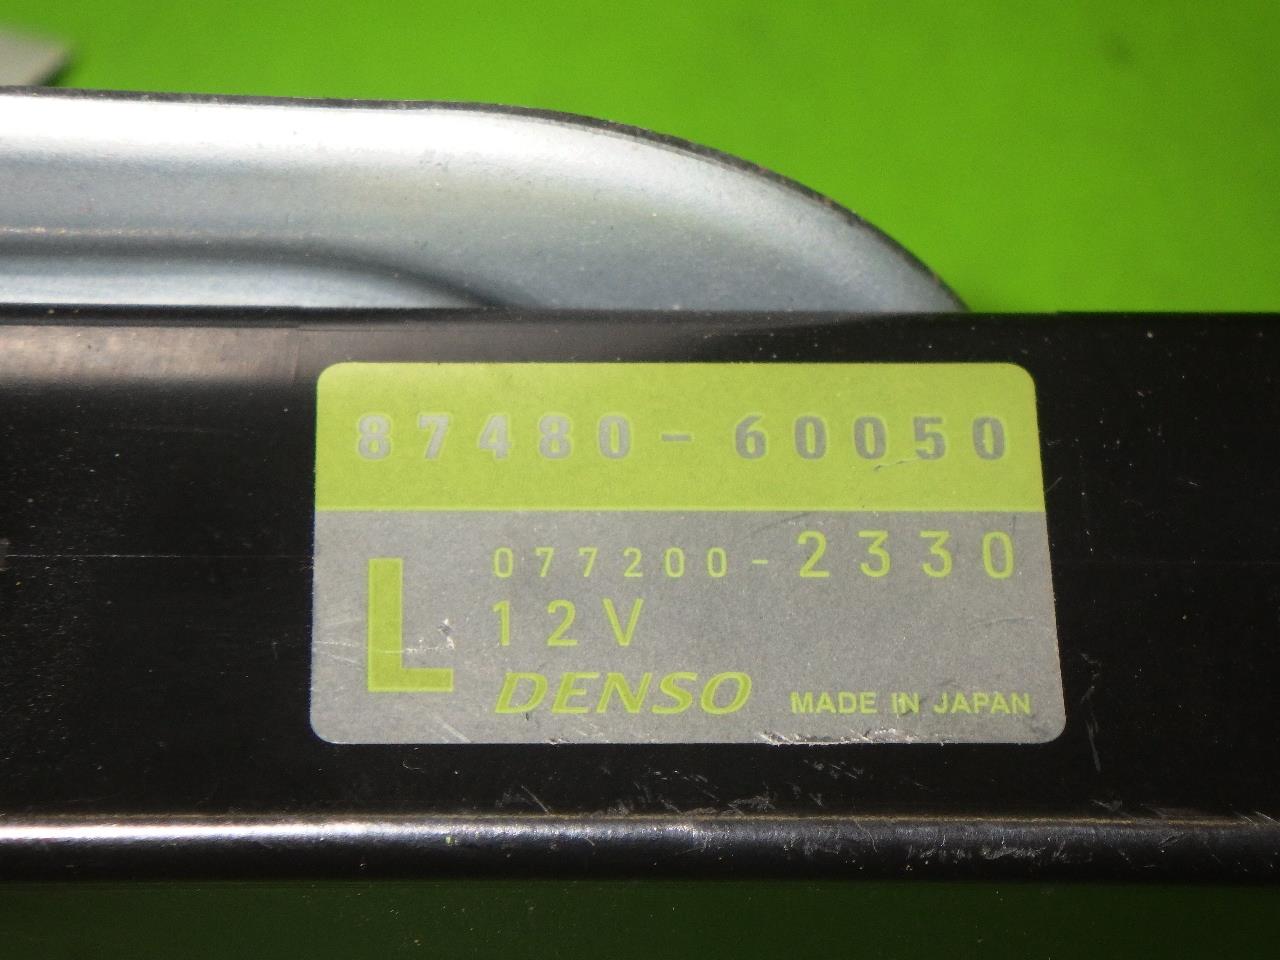 87480-60050
L 077200-2330
12V
DENSO MADE IN JAPAN